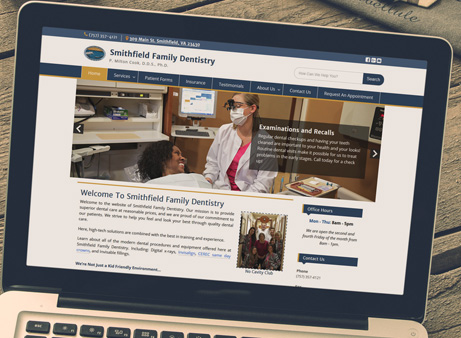 (757) 357-4121 309 Main St. Smithfield, VA 23430
Smithfield Family Dentistry
P. Milton Cook, D.D.S., Ph.D.
How Can We Help You? Search
Home Services Patient Forms Insurance Testimonials About Us Contact Us Request An Appointment
Examinations and Recalls
Regular dental checkups and having your teeth
cleaned are important to your health and your looks!
Routine dental visits make it possible for us to treat
problems in the early stages. Call today for a check
up!
Welcome To Smithfield Family Dentistry
Welcome to the website of Smithfield Family Dentistry. Our mission is to provide
superior dental care at reasonable prices, and we are proud of our commitment to
our patients. We strive to help you feel and look your best through quality dental
care.
Here, high-tech solutions are combined with the best in training and experience.
Learn about all of the modern dental procedures and equipment offered here at
Smithfield Family Dentistry. Including: Digital x-rays, Invisalign, CEREC same day
crowns, and Invisible fillings.
We're Not Just a Kid Friendly Environment...
No Cavity Club
Office Hours
Mon - Thu: 8am - 5pm
We are open the second and
fourth Friday of the month from
8am - 1pm.
Contact Us
Phone
(757) 357-4121